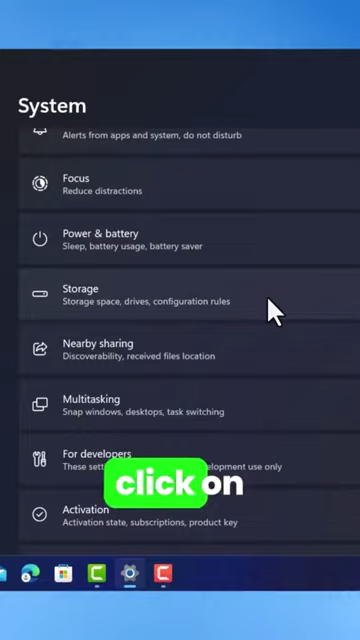 System
Alerts from apps and system, do not disturb
Focus
Reduce distractions
Power & battery
Sleep, battery usage, battery saver
Storage
Storage space, drives, configuration rules
Nearby sharing
Discoverability, received files location
Multitasking
Snap windows, desktops, task switching
For developers
These set
elopment use only
click on
Activation
Activation state, subscriptions, product key